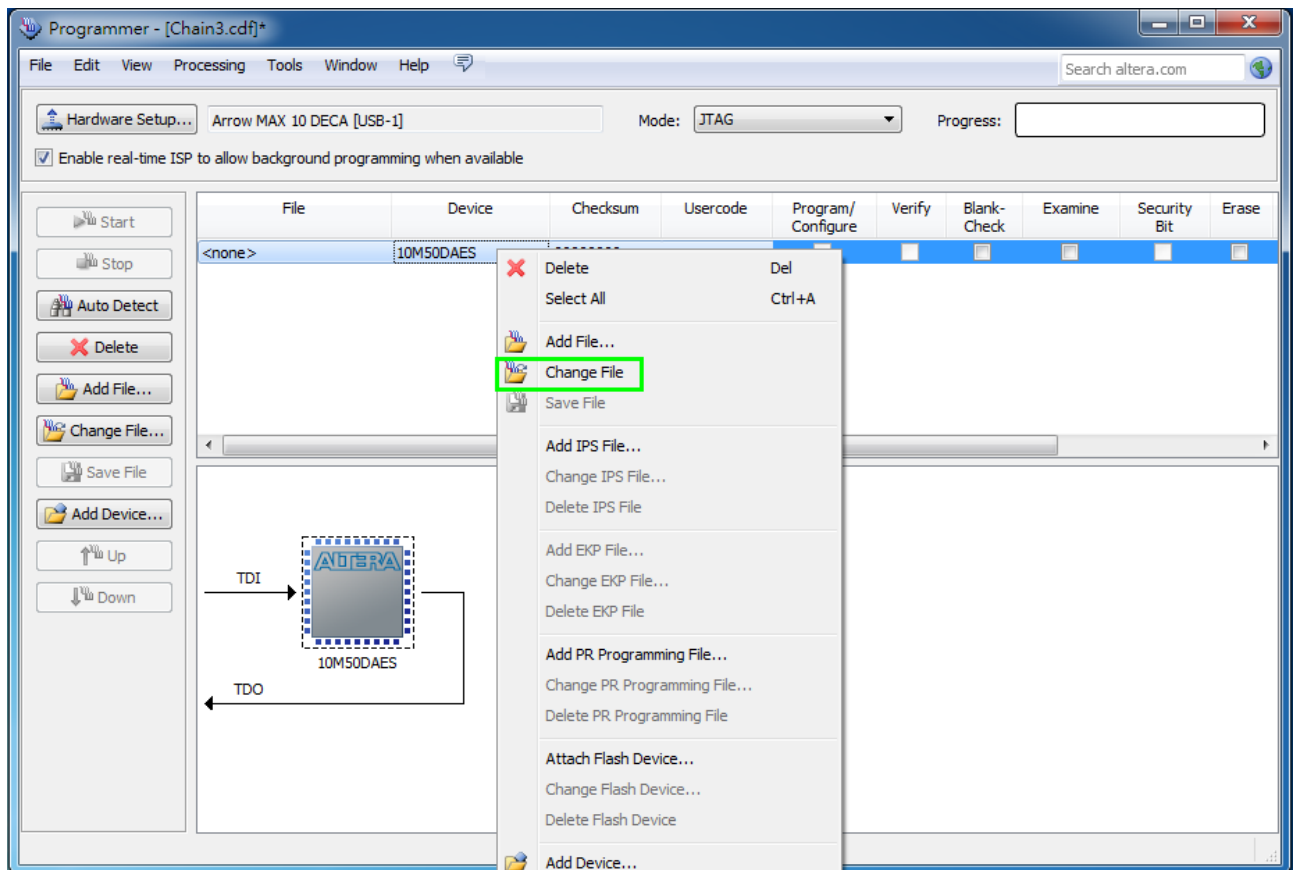 Programmer - [Chain3.cdf]*
File Edit View Processing Tools Window Help
Search altera.com
Hardware Setup... Arrow MAX 10 DECA [USB-1] Mode: JTAG Progress:
Enable real-time ISP to allow background programming when available
Start
Stop
Auto Detect
Delete
Add File...
Change File...
Save File
Add Device...
Up
Down
File Device Checksum Usercode Program/ Configure Verify Blank- Check Examine Security Bit Erase
<none> 10M50DAES
Delete Del
Select All Ctrl+A
Add File...
Change File
Save File
Add IPS File...
Change IPS File...
Delete IPS File
Add EKP File...
Change EKP File...
Delete EKP File
Add PR Programming File...
Change PR Programming File...
Delete PR Programming File
Attach Flash Device...
Change Flash Device...
Delete Flash Device
Add Device...
TDI
ALTERA
10M50DAES
TDO